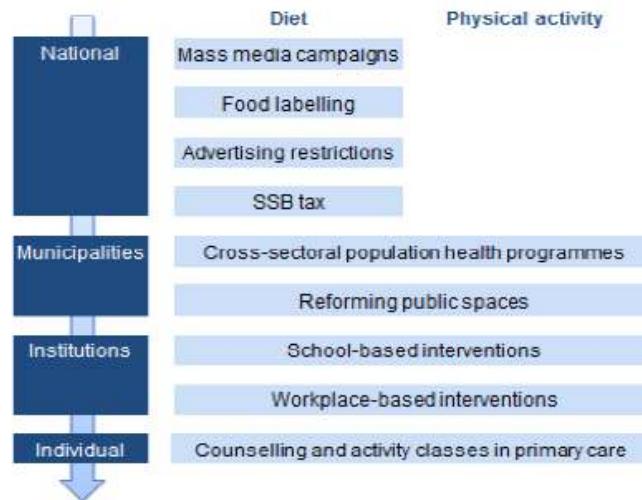 Diet
Physical activity
National
Mass media campaigns
Food labelling
Advertising restrictions
SSB tax
Municipalities
Cross-sectoral population health programmes
Reforming public spaces
Institutions
School-based interventions
Workplace-based interventions
Individual
Counselling and activity classes in primary care